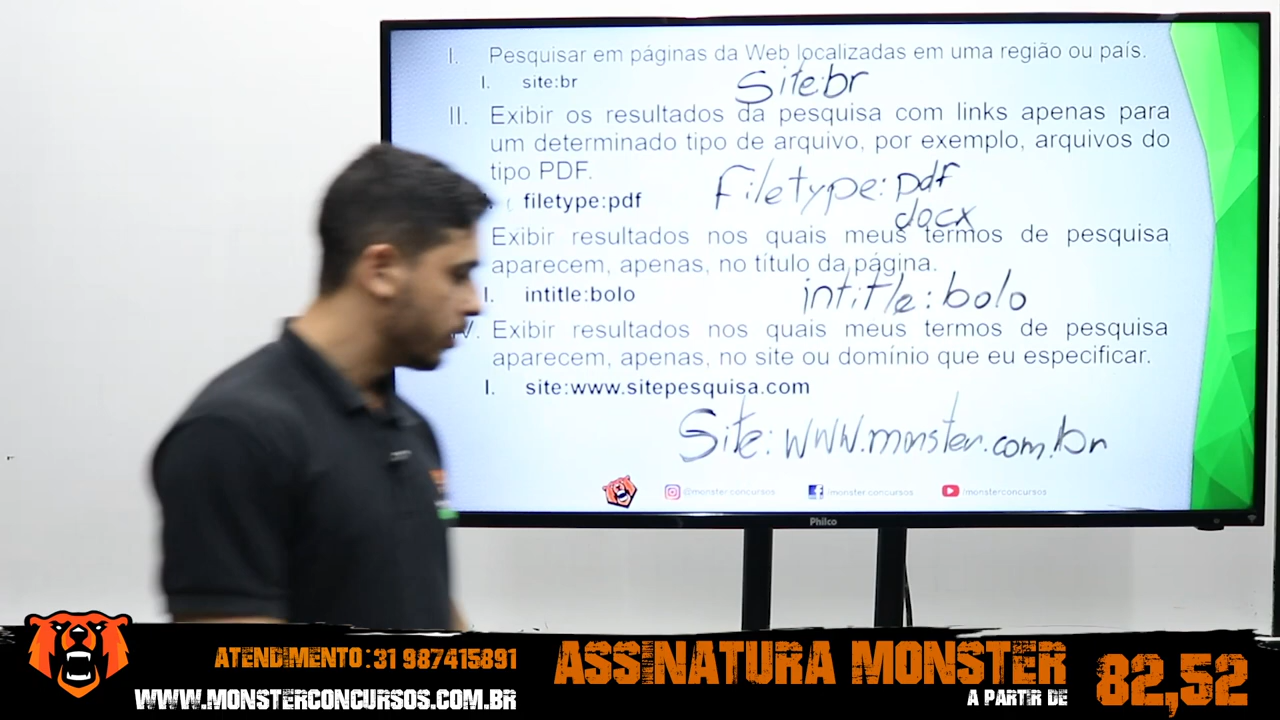 I. Pesquisar em páginas da Web localizadas em uma região ou país.
I. site:br
Site:br
II. Exibir os resultados da pesquisa com links apenas para
um determinado tipo de arquivo, por exemplo, arquivos do
tipo PDF.
filetype:pdf
Filetype: pdf
docx
Exibir resultados nos quais meus termos de pesquisa
aparecem, apenas, no título da página.
I. intitle:bolo
intitle: bolo
V. Exibir resultados nos quais meus termos de pesquisa
aparecem, apenas, no site ou domínio que eu especificar.
I. site:www.sitepesquisa.com
Site: www.monster.com.br
@monster.concursos /monster.concursos /monsterconcursos
Philco
ATENDIMENTO: 31 987415891
WWW.MONSTERCONCURSOS.COM.BR
ASSINATURA MONSTER
A PARTIR DE
82,52